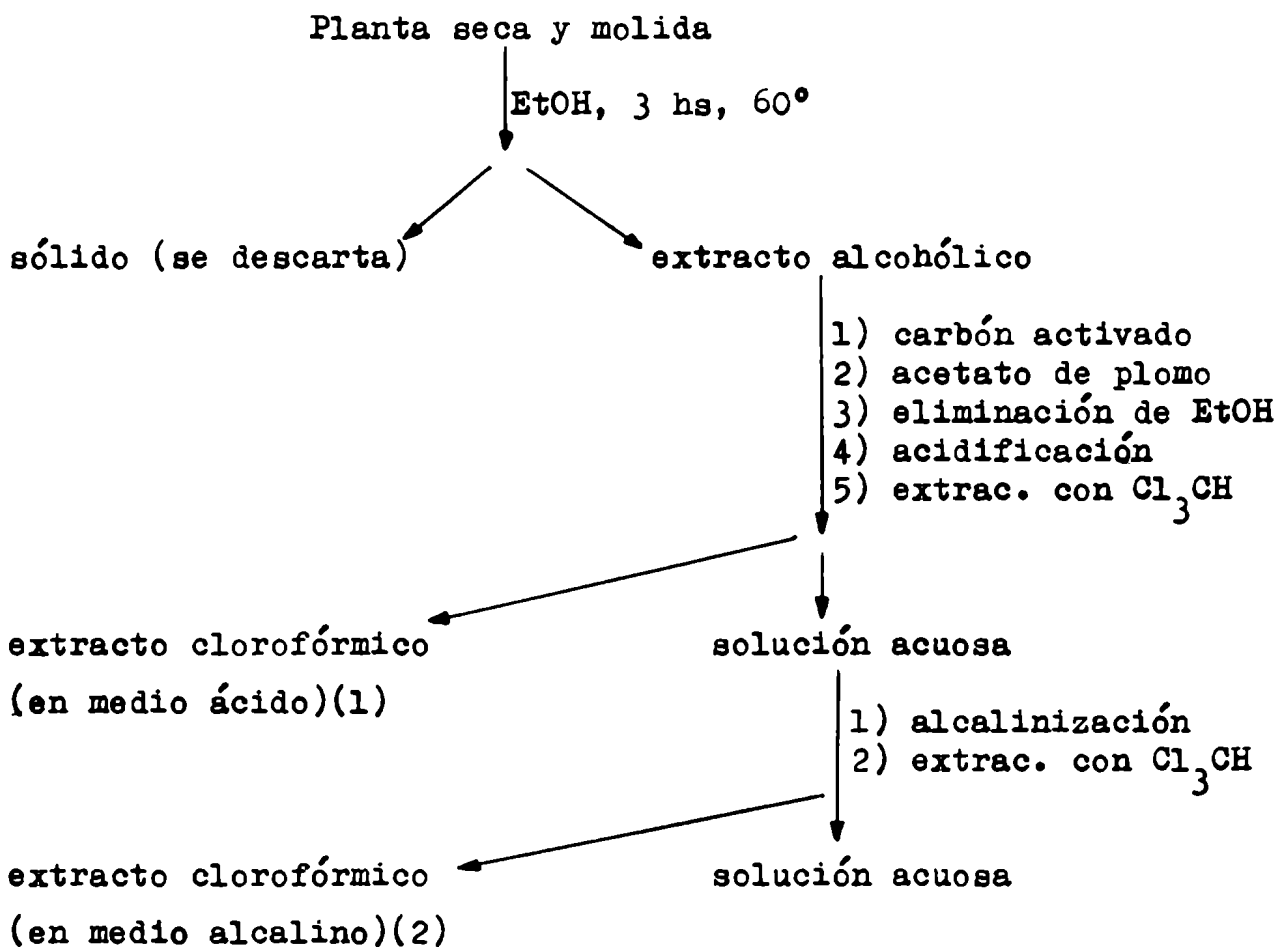 Planta seca y molida
EtOH, 3 hs, 60°
sólido (se descarta)
extracto alcohólico
1) carbón activado
2) acetato de plomo
3) eliminación de EtOH
4) acidificación
5) extrac. con Cl₃CH
extracto clorofórmico
(en medio ácido)(1)
solución acuosa
1) alcalinización
2) extrac. con Cl₃CH
extracto clorofórmico
(en medio alcalino)(2)
solución acuosa